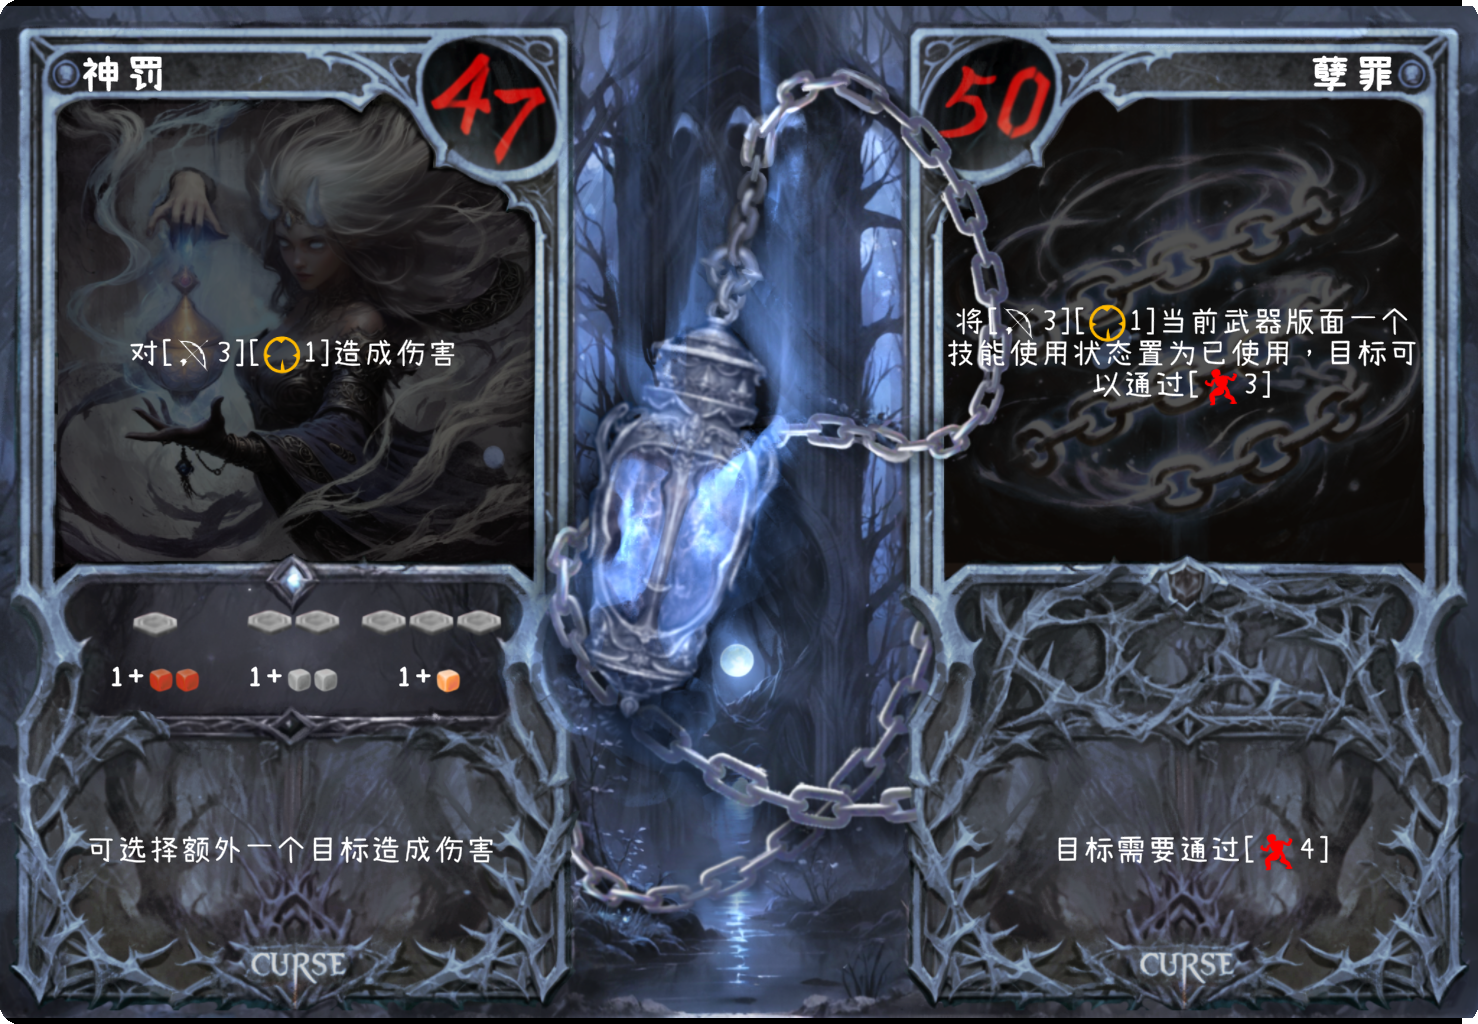 神罚
47
对[3][1]造成伤害
1+
1+
1+
可选择额外一个目标造成伤害
CURSE
50
孽罪
将[3][1]当前武器版面一个
技能使用状态置为已使用，目标可
以通过[3]
目标需要通过[4]
CURSE